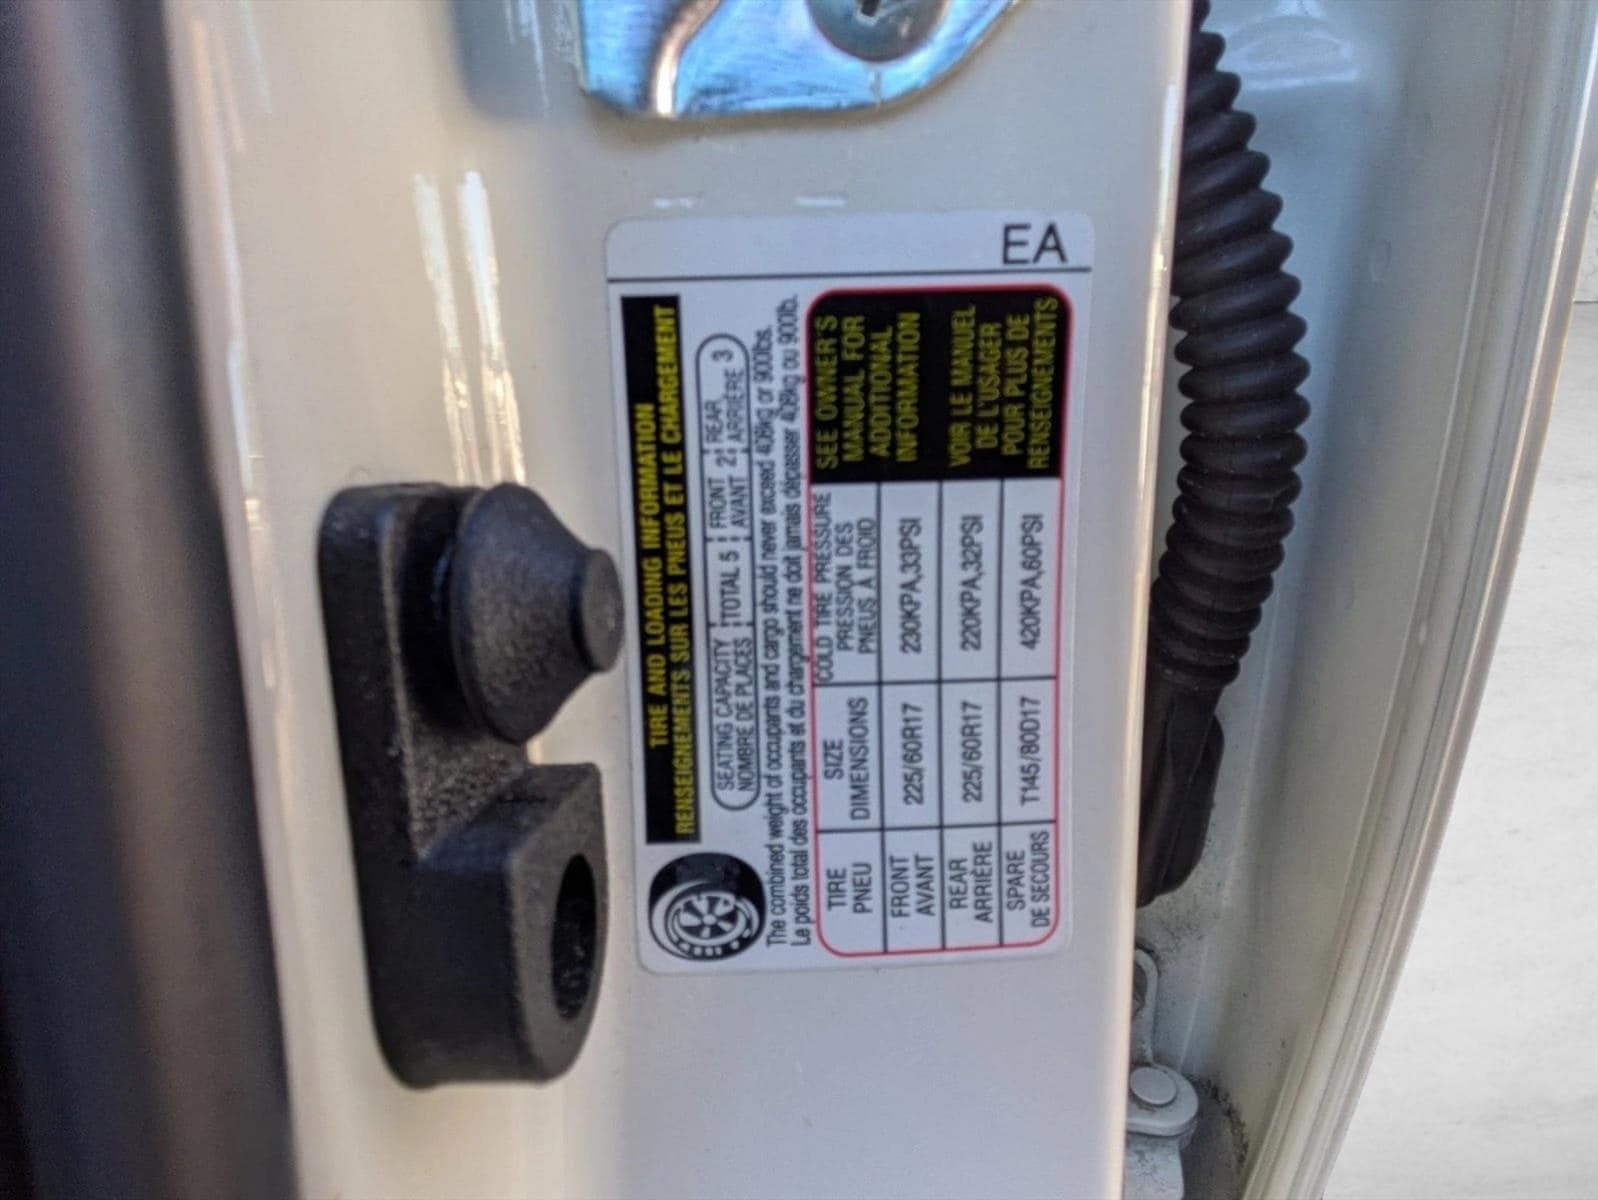 EA
TIRE AND LOADING INFORMATION
RENSEIGNEMENTS SUR LES PNEUS ET LE CHARGEMENT
SEATING CAPACITY TOTAL 5 FRONT 2 REAR 3
NOMBRE DE PLACES AVANT ARRIÈRE
The combined weight of occupants and cargo should never exceed 408kg or 900lbs.
Le poids total des occupants et du chargement ne doit jamais dépasser 408kg ou 900lb.
TIRE SIZE COLD TIRE PRESSURE
PNEU DIMENSIONS PRESSION DES
PNEUS À FROID
FRONT 225/60R17 230KPA,33PSI
AVANT
REAR 225/60R17 220KPA,32PSI
ARRIÈRE
SPARE T145/80D17 420KPA,60PSI
DE SECOURS
SEE OWNER'S
MANUAL FOR
ADDITIONAL
INFORMATION
VOIR LE MANUEL
DE L'USAGER
POUR PLUS DE
RENSEIGNEMENTS